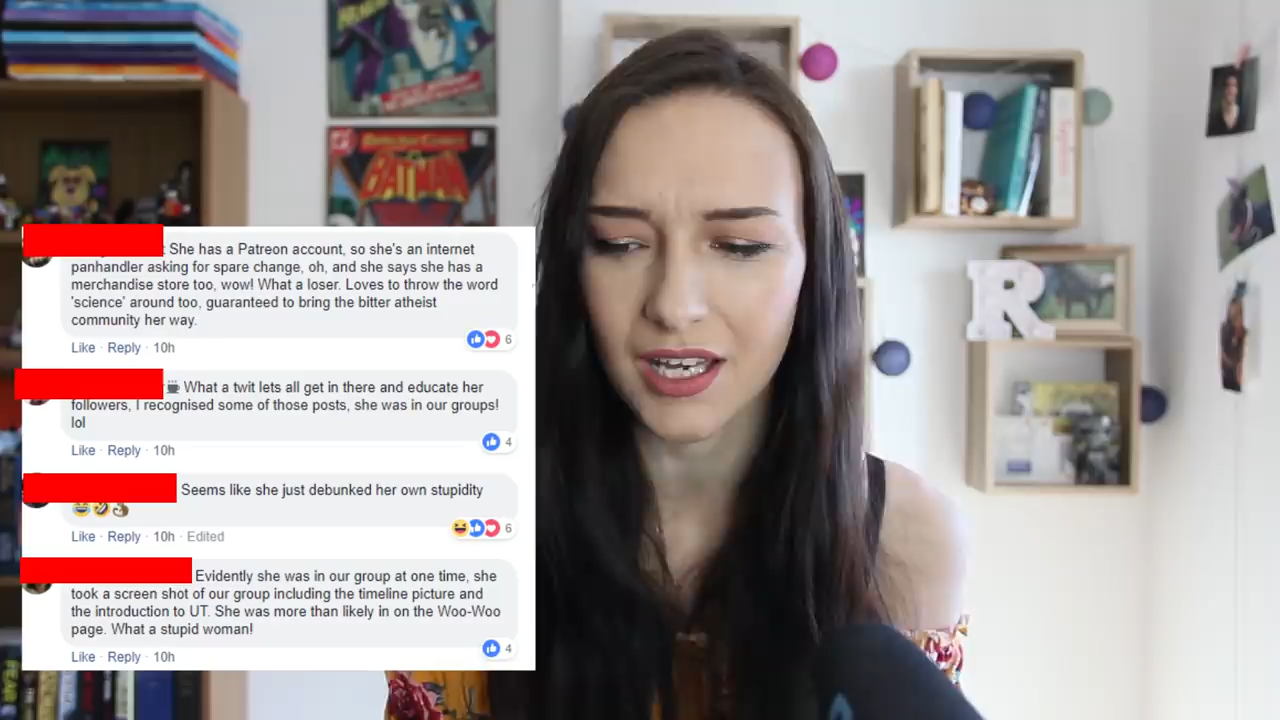 BATMAN
R
She has a Patreon account, so she's an internet
panhandler asking for spare change, oh, and she says she has a
merchandise store too, wow! What a loser. Loves to throw the word
'science' around too, guaranteed to bring the bitter atheist
community her way.
6
Like · Reply · 10h
What a twit lets all get in there and educate her
followers, I recognised some of those posts, she was in our groups!
lol
4
Like · Reply · 10h
Seems like she just debunked her own stupidity
6
Like · Reply · 10h · Edited
Evidently she was in our group at one time, she
took a screen shot of our group including the timeline picture and
the introduction to UT. She was more than likely in on the Woo-Woo
page. What a stupid woman!
4
Like · Reply · 10h